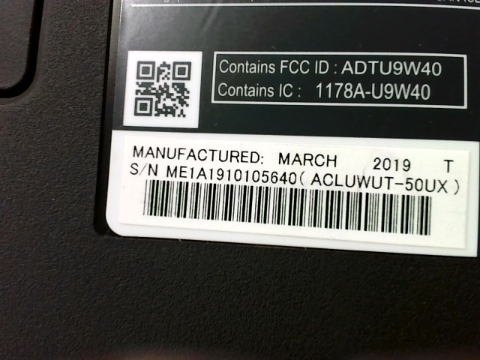 Contains FCC ID : ADTU9W40
Contains IC : 1178A-U9W40
MANUFACTURED: MARCH 2019 T
S/N ME1A1910105640( ACLUWUT-50UX )